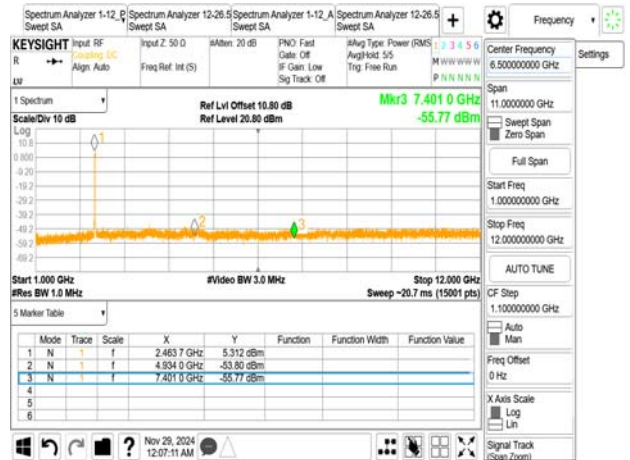 Spectrum Analyzer 1-12_P
Swept SA
Spectrum Analyzer 12-26.5
Swept SA
Spectrum Analyzer 1-12_A
Swept SA
Spectrum Analyzer 12-26.5
Swept SA
+
Frequency
Settings
KEYSIGHT
R
LVI
Input: RF
Coupling: DC
Align: Auto
Input Z: 50 Ω
Freq Ref: Int (S)
#Atten: 20 dB
PNO: Fast
Gate: Off
IF Gain: Low
Sig Track: Off
#Avg Type: Power (RMS
Avg|Hold: 5/5
Trig: Free Run
1 2 3 4 5 6
M W W W W W
P N N N N N
1 Spectrum
Scale/Div 10 dB
Log
Ref Lvl Offset 10.80 dB
Ref Level 20.80 dBm
Mkr3 7.401 0 GHz
-55.77 dBm
10.8
0.800
-9.20
-19.2
-29.2
-39.2
-49.2
-59.2
-69.2
1
2
3
Start 1.000 GHz
#Res BW 1.0 MHz
#Video BW 3.0 MHz
Stop 12.000 GHz
Sweep ~20.7 ms (15001 pts)
5 Marker Table
Mode Trace Scale X Y Function Function Width Function Value
1 N 1 f 2.463 7 GHz 5.312 dBm
2 N 1 f 4.934 0 GHz -53.80 dBm
3 N 1 f 7.401 0 GHz -55.77 dBm
4
5
6
Center Frequency
6.500000000 GHz
Span
11.0000000 GHz
Swept Span
Zero Span
Full Span
Start Freq
1.000000000 GHz
Stop Freq
12.000000000 GHz
AUTO TUNE
CF Step
1.100000000 GHz
Auto
Man
Freq Offset
0 Hz
X Axis Scale
Log
Lin
Signal Track
(Span Zoom)
?
Nov 29, 2024
12:07:11 AM